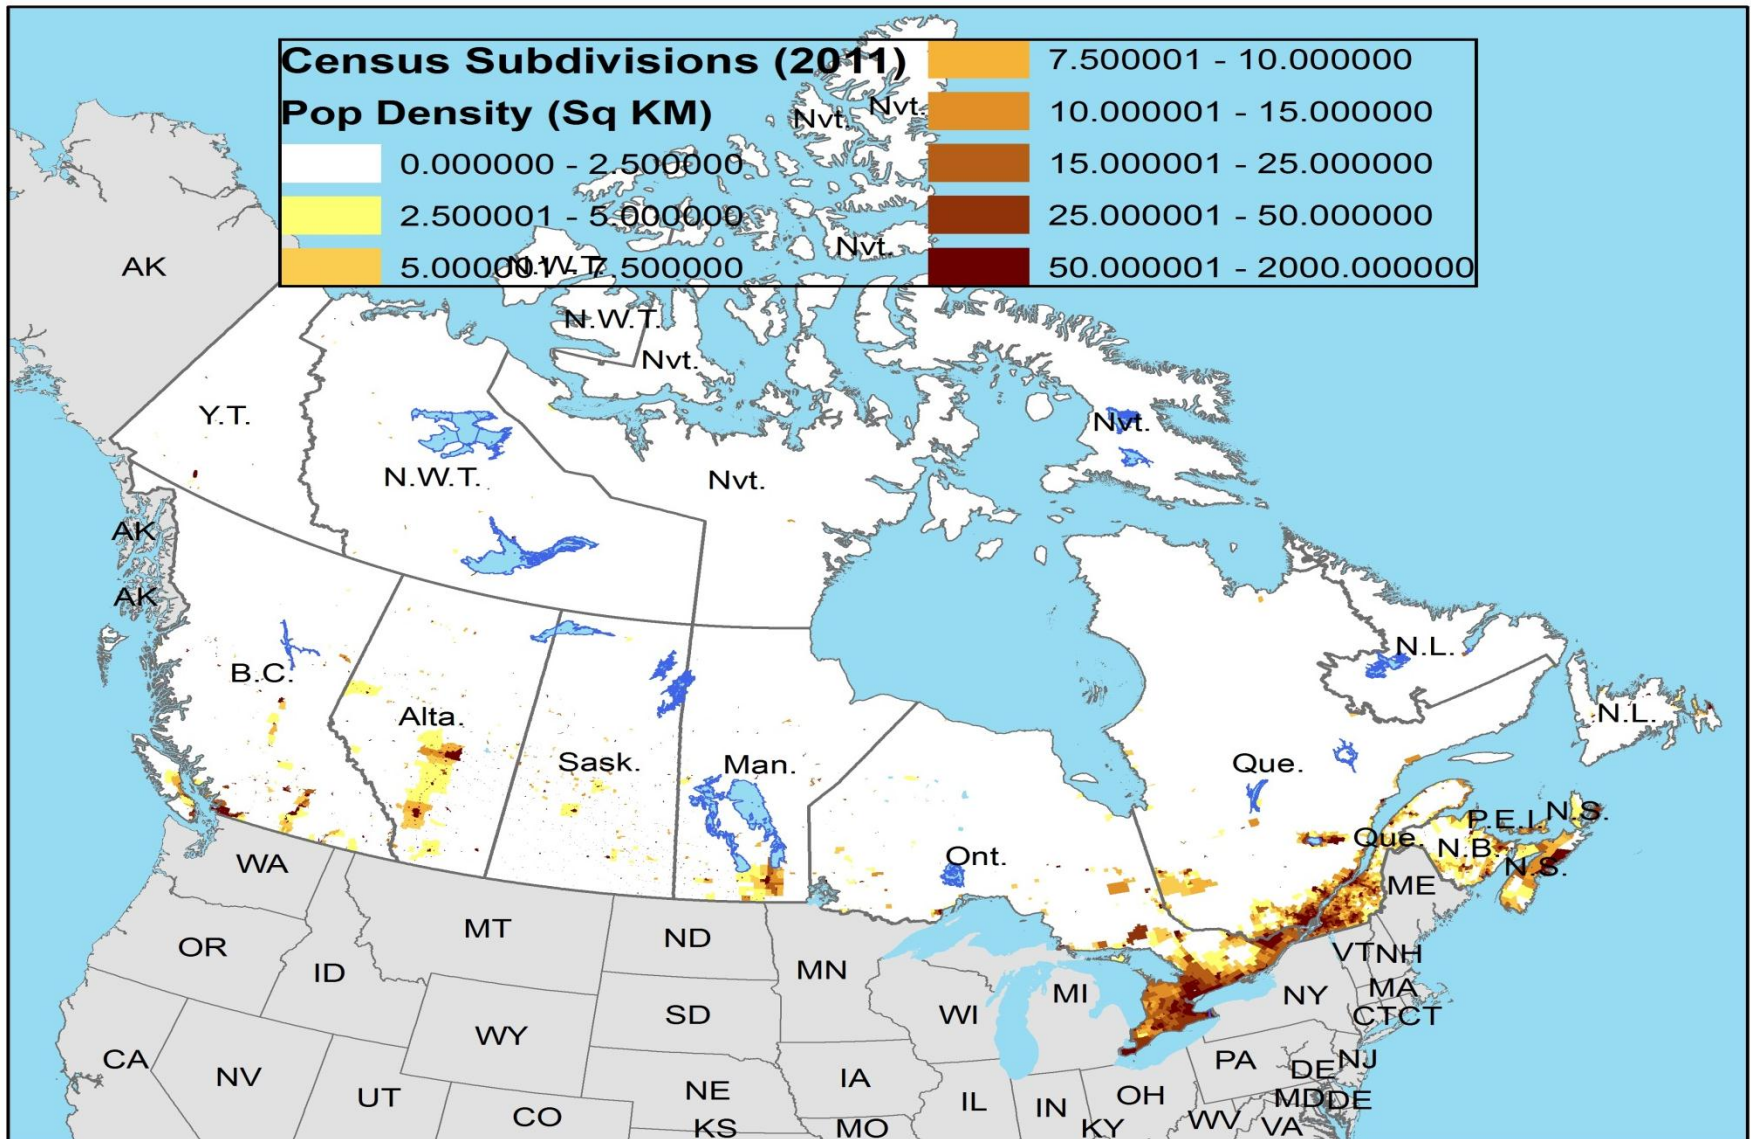 Census Subdivisions (2011)
Pop Density (Sq KM)
0.000000 - 2.500000
2.500001 - 5.000000
5.000001 - 7.500000
7.500001 - 10.000000
10.000001 - 15.000000
15.000001 - 25.000000
25.000001 - 50.000000
50.000001 - 2000.000000
Nvt.
Nvt.
Nvt.
N.W.T.
AK
N.W.T.
Nvt.
Y.T.
Nvt.
N.W.T.
Nvt.
AK
AK
B.C.
N.L.
Alta.
N.L.
Sask.
Man.
Que.
P.E.I.
N.S.
Que.
N.B.
N.S.
WA
Ont.
ME
MT
ND
OR
ID
MN
VT
NH
MI
MA
NY
SD
WI
CT
CT
WY
CA
NV
PA
NJ
DE
IA
UT
NE
OH
MD
DE
IL
IN
CO
KS
MO
KY
WV
VA